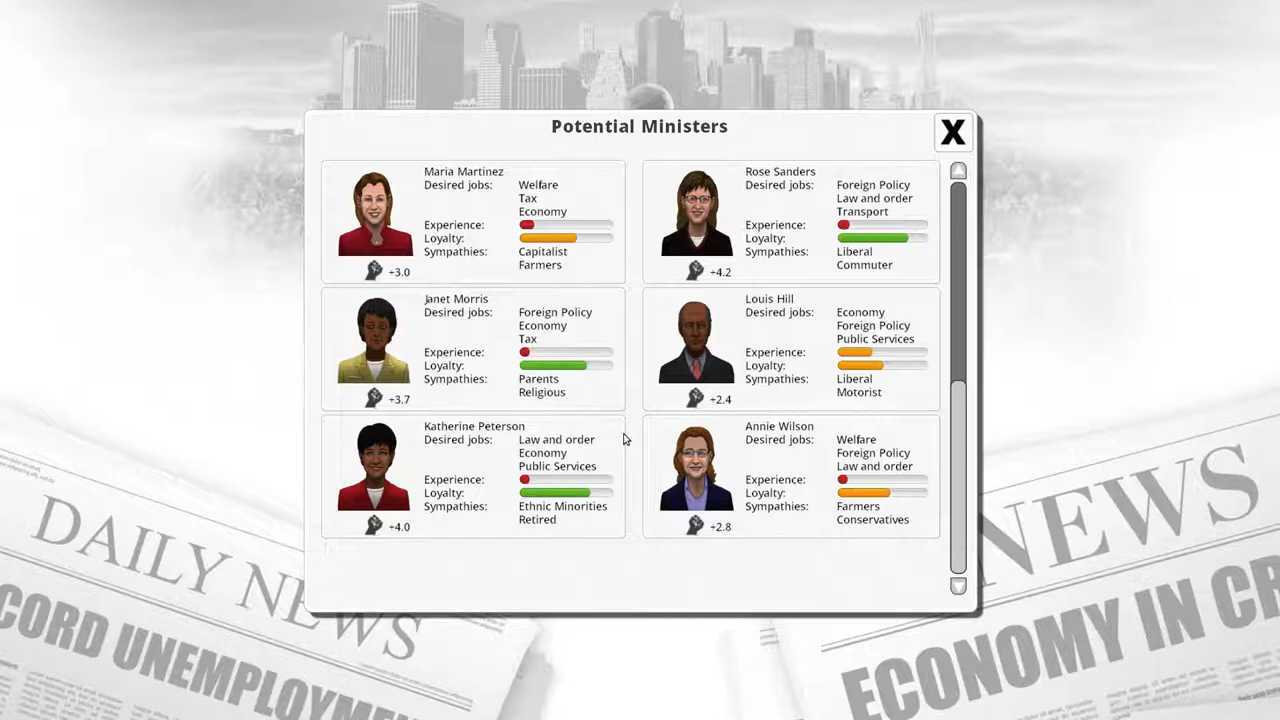 Potential Ministers
X
Maria Martinez
Desired jobs: Welfare
Tax
Economy
Experience:
Loyalty:
Sympathies: Capitalist
Farmers
+3.0
Rose Sanders
Desired jobs: Foreign Policy
Law and order
Transport
Experience:
Loyalty:
Sympathies: Liberal
Commuter
+4.2
Janet Morris
Desired jobs: Foreign Policy
Economy
Tax
Experience:
Loyalty:
Sympathies: Parents
Religious
+3.7
Louis Hill
Desired jobs: Economy
Foreign Policy
Public Services
Experience:
Loyalty:
Sympathies: Liberal
Motorist
+2.4
Katherine Peterson
Desired jobs: Law and order
Economy
Public Services
Experience:
Loyalty:
Sympathies: Ethnic Minorities
Retired
+4.0
Annie Wilson
Desired jobs: Welfare
Foreign Policy
Law and order
Experience:
Loyalty:
Sympathies: Farmers
Conservatives
+2.8
DAILY NEWS
CORD UNEMPLOYM
NEWS
ECONOMY IN CR